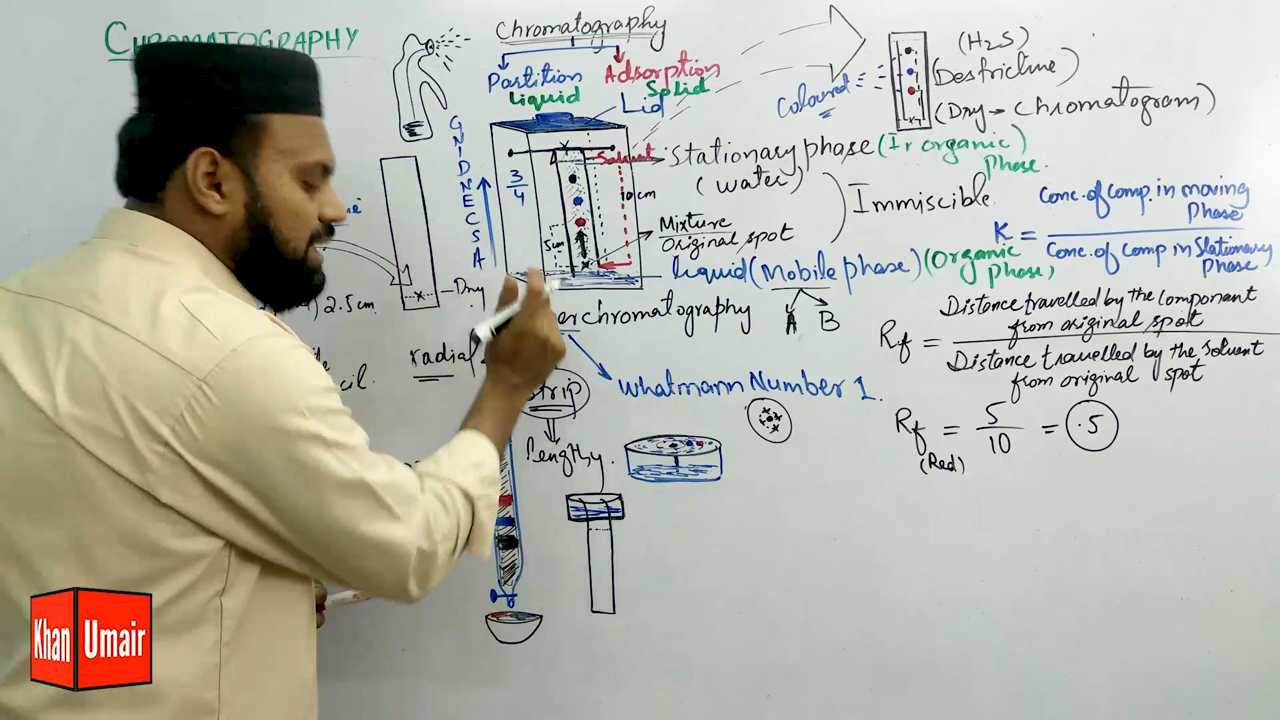 CHROMATOGRAPHY
Chromatography
Partition
Liquid
Adsorption
Solid
Lid
ASCENDING
3/4
Solvent
10 cm
5cm
Stationary phase (Inorganic)
phase.
(water)
Immiscible
Mixture
original spot
liquid (Mobile phase) (Organic
phase)
A B
chromatography
Whatmann Number 1.
radial
Strip
Lengthy.
Dry
2.5 cm
Coloured
(H2S)
(Destrictine)
(Dry → Chromatogram)
K = Conc. of comp. in moving
Phase
Conc. of Comp in Stationary
Phase
Rf = Distance travelled by the component
from original spot
Distance travelled by the solvent
from original spot
Rf = 5/10 = .5
(Red)
Khan Umair